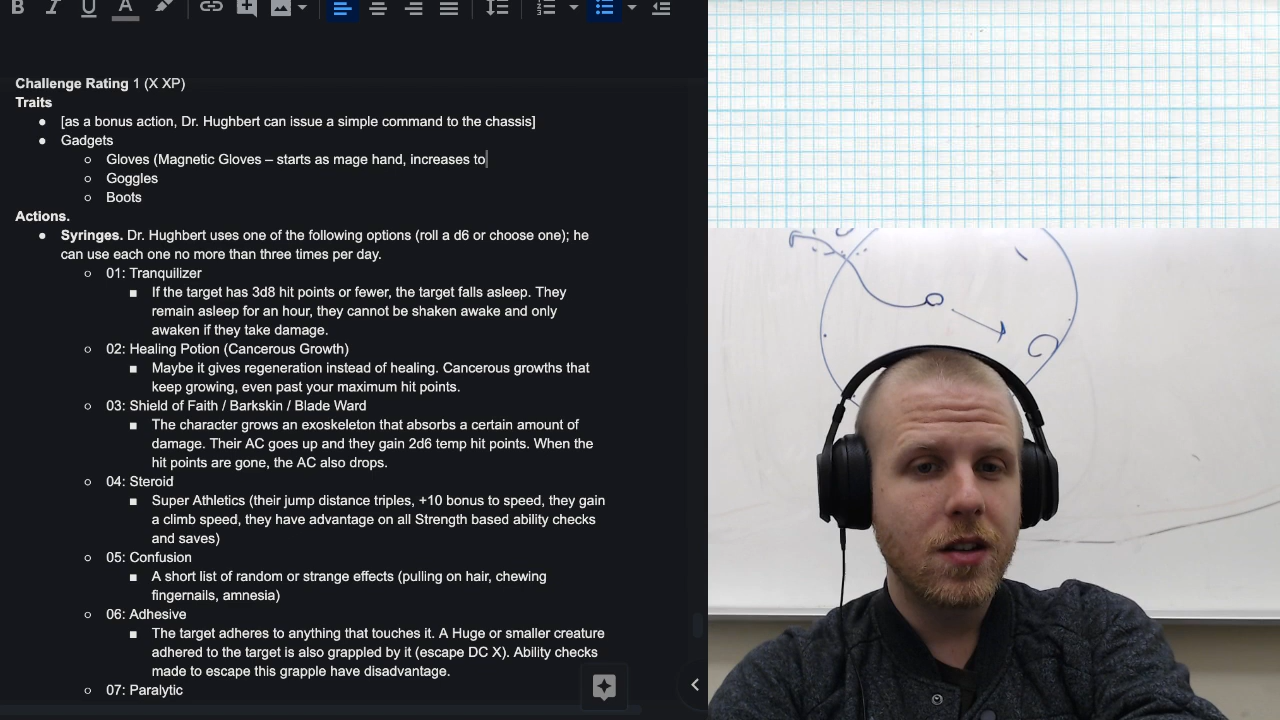 Challenge Rating 1 (X XP)
Traits
● [as a bonus action, Dr. Hughbert can issue a simple command to the chassis]
● Gadgets
○ Gloves (Magnetic Gloves – starts as mage hand, increases to
○ Goggles
○ Boots
Actions.
● Syringes. Dr. Hughbert uses one of the following options (roll a d6 or choose one); he
can use each one no more than three times per day.
○ 01: Tranquilizer
■ If the target has 3d8 hit points or fewer, the target falls asleep. They
remain asleep for an hour, they cannot be shaken awake and only
awaken if they take damage.
○ 02: Healing Potion (Cancerous Growth)
■ Maybe it gives regeneration instead of healing. Cancerous growths that
keep growing, even past your maximum hit points.
○ 03: Shield of Faith / Barkskin / Blade Ward
■ The character grows an exoskeleton that absorbs a certain amount of
damage. Their AC goes up and they gain 2d6 temp hit points. When the
hit points are gone, the AC also drops.
○ 04: Steroid
■ Super Athletics (their jump distance triples, +10 bonus to speed, they gain
a climb speed, they have advantage on all Strength based ability checks
and saves)
○ 05: Confusion
■ A short list of random or strange effects (pulling on hair, chewing
fingernails, amnesia)
○ 06: Adhesive
■ The target adheres to anything that touches it. A Huge or smaller creature
adhered to the target is also grappled by it (escape DC X). Ability checks
made to escape this grapple have disadvantage.
○ 07: Paralytic